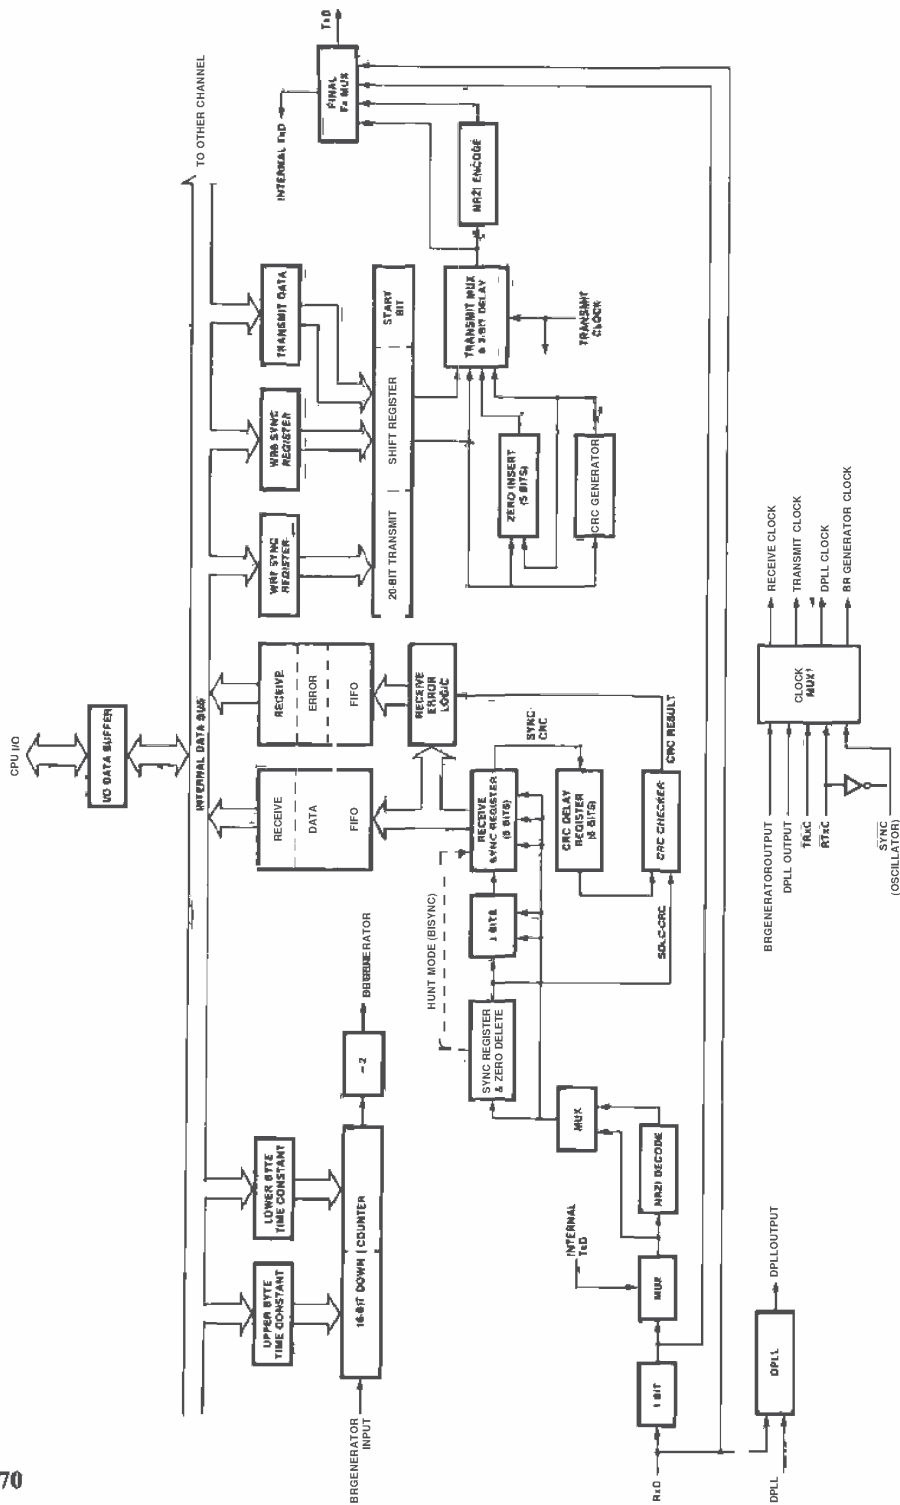 CPU I/O
I/O DATA BUFFER
INTERNAL DATA BUS
TO OTHER CHANNEL
UPPER BYTE
TIME CONSTANT
LOWER BYTE
TIME CONSTANT
16-BIT DOWN COUNTER
BRGENERATOR
INPUT
÷2
RECEIVE
DATA
FIFO
RECEIVE
ERROR
FIFO
RECEIVE
ERROR
LOGIC
WR7 SYNC
REGISTER
WR6 SYNC
REGISTER
TRANSMIT DATA
20-BIT TRANSMIT
SHIFT REGISTER
START
BIT
INTERNAL TxD
FINAL
Tx MUX
TxD
NRZI ENCODE
TRANSMIT MUX
& 2-BIT DELAY
TRANSMIT
CLOCK
ZERO INSERT
(5 BITS)
CRC GENERATOR
HUNT MODE (BISYNC)
SYNC REGISTER
& ZERO DELETE
3 BITS
RECEIVE
SYNC REGISTER
(8 BITS)
SYNC-
CRC
CRC DELAY
REGISTER
(8 BITS)
CRC CHECKER
CRC RESULT
SDLC-CRC
MUX
NRZI DECODE
INTERNAL
TxD
MUX
1 BIT
RxD
DPLL
DPLL
DPLLOUTPUT
BRGENERATOROUTPUT
DPLL OUTPUT
TRxC
RTxC
SYNC
(OSCILLATOR)
CLOCK
MUX
RECEIVE CLOCK
TRANSMIT CLOCK
DPLL CLOCK
BR GENERATOR CLOCK
70